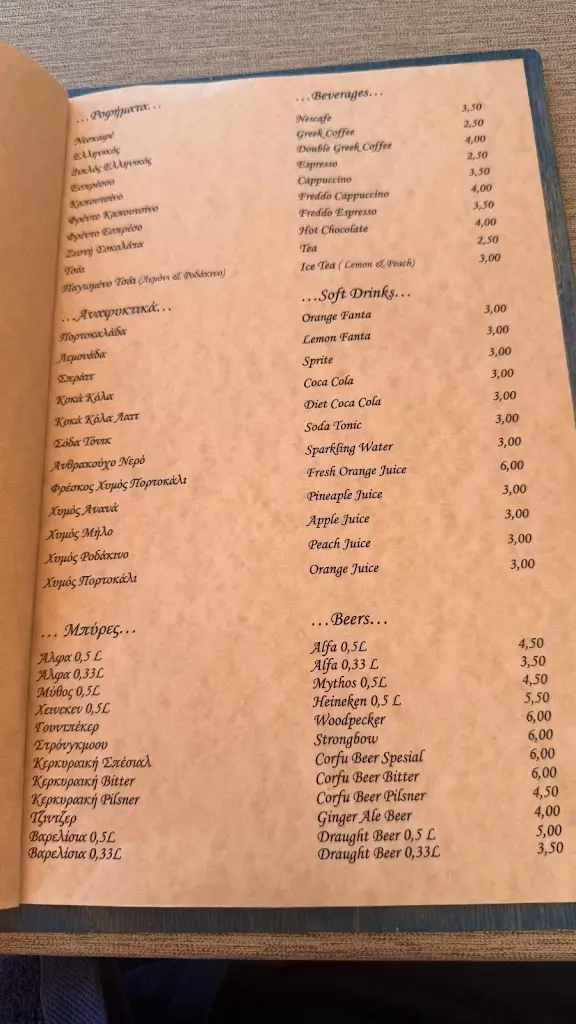 ...Ροφήματα... ...Beverages...
Νεσκαφέ Nescafe 3,50
Ελληνικός Greek Coffee 2,50
Διπλός Ελληνικός Double Greek Coffee 4,00
Εσπρέσσο Espresso 2,50
Καπουτσίνο Cappuccino 3,50
Φρέντο Καπουτσίνο Freddo Cappuccino 4,00
Φρέντο Εσπρέσο Freddo Espresso 3,50
Ζεστή Σοκολάτα Hot Chocolate 4,00
Τσάι Tea 2,50
Παγωμένο Τσάι (Λεμόνι & Ροδάκινο) Ice Tea ( Lemon & Peach) 3,00
...Αναψυκτικά... ...Soft Drinks...
Πορτοκαλάδα Orange Fanta 3,00
Λεμονάδα Lemon Fanta 3,00
Σπράιτ Sprite 3,00
Κοκά Κόλα Coca Cola 3,00
Κοκά Κόλα Λαιτ Diet Coca Cola 3,00
Σόδα Τόνικ Soda Tonic 3,00
Ανθρακούχο Νερό Sparkling Water 3,00
Φρέσκος Χυμός Πορτοκάλι Fresh Orange Juice 6,00
Χυμός Ανανά Pineaple Juice 3,00
Χυμός Μήλο Apple Juice 3,00
Χυμός Ροδάκινο Peach Juice 3,00
Χυμός Πορτοκάλι Orange Juice 3,00
... Μπύρες... ...Beers...
Άλφα 0,5 L Alfa 0,5L 4,50
Άλφα 0,33L Alfa 0,33 L 3,50
Μύθος 0,5L Mythos 0,5L 4,50
Χεινεκεν 0,5L Heineken 0,5 L 5,50
Γουντπέκερ Woodpecker 6,00
Στρόνγκμοου Strongbow 6,00
Κερκυραική Σπέσιαλ Corfu Beer Spesial 6,00
Κερκυραική Bitter Corfu Beer Bitter 6,00
Κερκυραική Pilsner Corfu Beer Pilsner 4,50
Τζιντζερ Ginger Ale Beer 4,00
Βαρελίσια 0,5L Draught Beer 0,5 L 5,00
Βαρελίσια 0,33L Draught Beer 0,33L 3,50